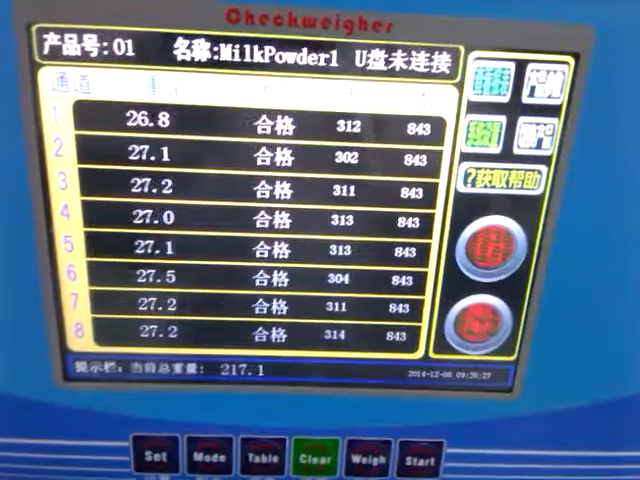 Checkweigher
产品号:01 名称:MilkPowder1 U盘未连接
通道 重
1 26.8 合格 312 843
2 27.1 合格 302 843
3 27.2 合格 311 843
4 27.0 合格 313 843
5 27.1 合格 313 843
6 27.5 合格 304 843
7 27.2 合格 311 843
8 27.2 合格 314 843
?获取帮助
提示栏: 当前总重量: 217.1
Set Mode Table Clear Weigh Start